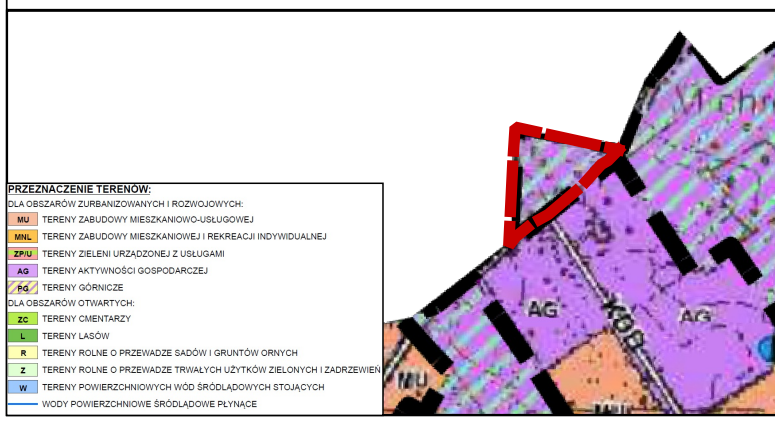 PRZEZNACZENIE TERENÓW:
DLA OBSZARÓW ZURBANIZOWANYCH I ROZWOJOWYCH:
MU TERENY ZABUDOWY MIESZKANIOWO-USŁUGOWEJ
MNL TERENY ZABUDOWY MIESZKANIOWEJ I REKREACJI INDYWIDUALNEJ
ZP/U TERENY ZIELENI URZĄDZONEJ Z USŁUGAMI
AG TERENY AKTYWNOŚCI GOSPODARCZEJ
PG TERENY GÓRNICZE
DLA OBSZARÓW OTWARTYCH:
ZC TERENY CMENTARZY
L TERENY LASÓW
R TERENY ROLNE O PRZEWADZE SADÓW I GRUNTÓW ORNYCH
Z TERENY ROLNE O PRZEWADZE TRWAŁYCH UŻYTKÓW ZIELONYCH I ZADRZEWIEŃ
W TERENY POWIERZCHNIOWYCH WÓD ŚRÓDLĄDOWYCH STOJĄCYCH
WODY POWIERZCHNIOWE ŚRÓDLĄDOWE PŁYNĄCE
AG
AG
MU